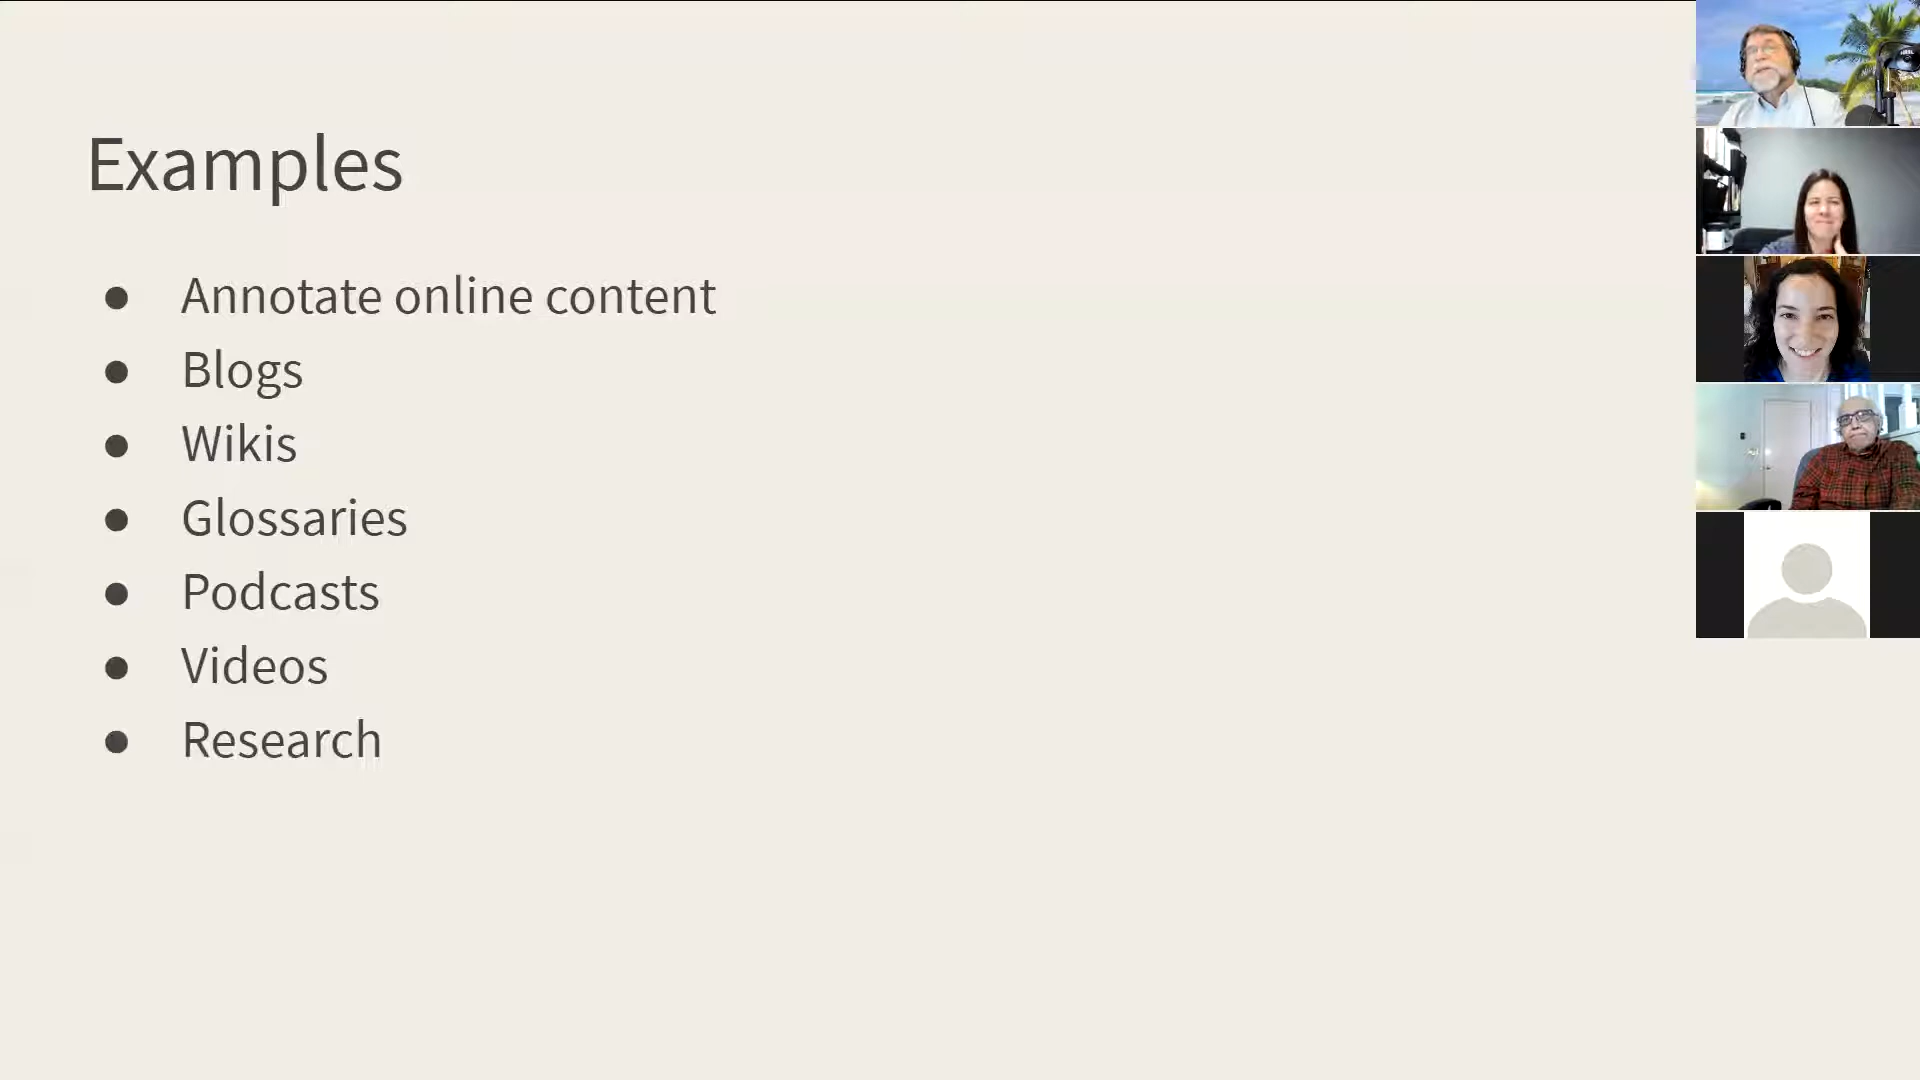 Examples
● Annotate online content
● Blogs
● Wikis
● Glossaries
● Podcasts
● Videos
● Research